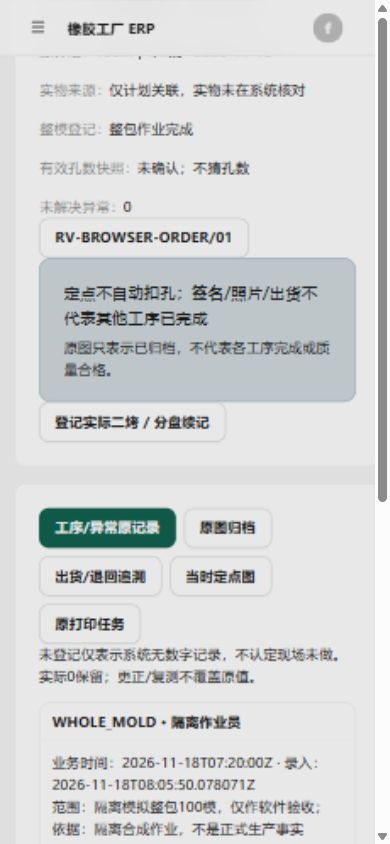 橡胶工厂 ERP
f
实物来源：仅计划关联，实物未在系统核对
整模登记：整包作业完成
有效孔数快照：未确认；不猜孔数
未解决异常：0
RV-BROWSER-ORDER/01
定点不自动扣孔；签名/照片/出货不
代表其他工序已完成
原图只表示已归档，不代表各工序完成或质
量合格。
登记实际二烤 / 分盘续记
工序/异常原记录
原图归档
出货/退回追溯
当时定点图
原打印任务
未登记仅表示系统无数字记录，不认定现场未做。
实际0保留；更正/复测不覆盖原值。
WHOLE_MOLD · 隔离作业员
业务时间：2026-11-18T07:20:00Z · 录入：
2026-11-18T08:05:50.078071Z
范围：隔离模拟整包100模，仅作软件验收；
依据：隔离合成作业，不是正式生产事实